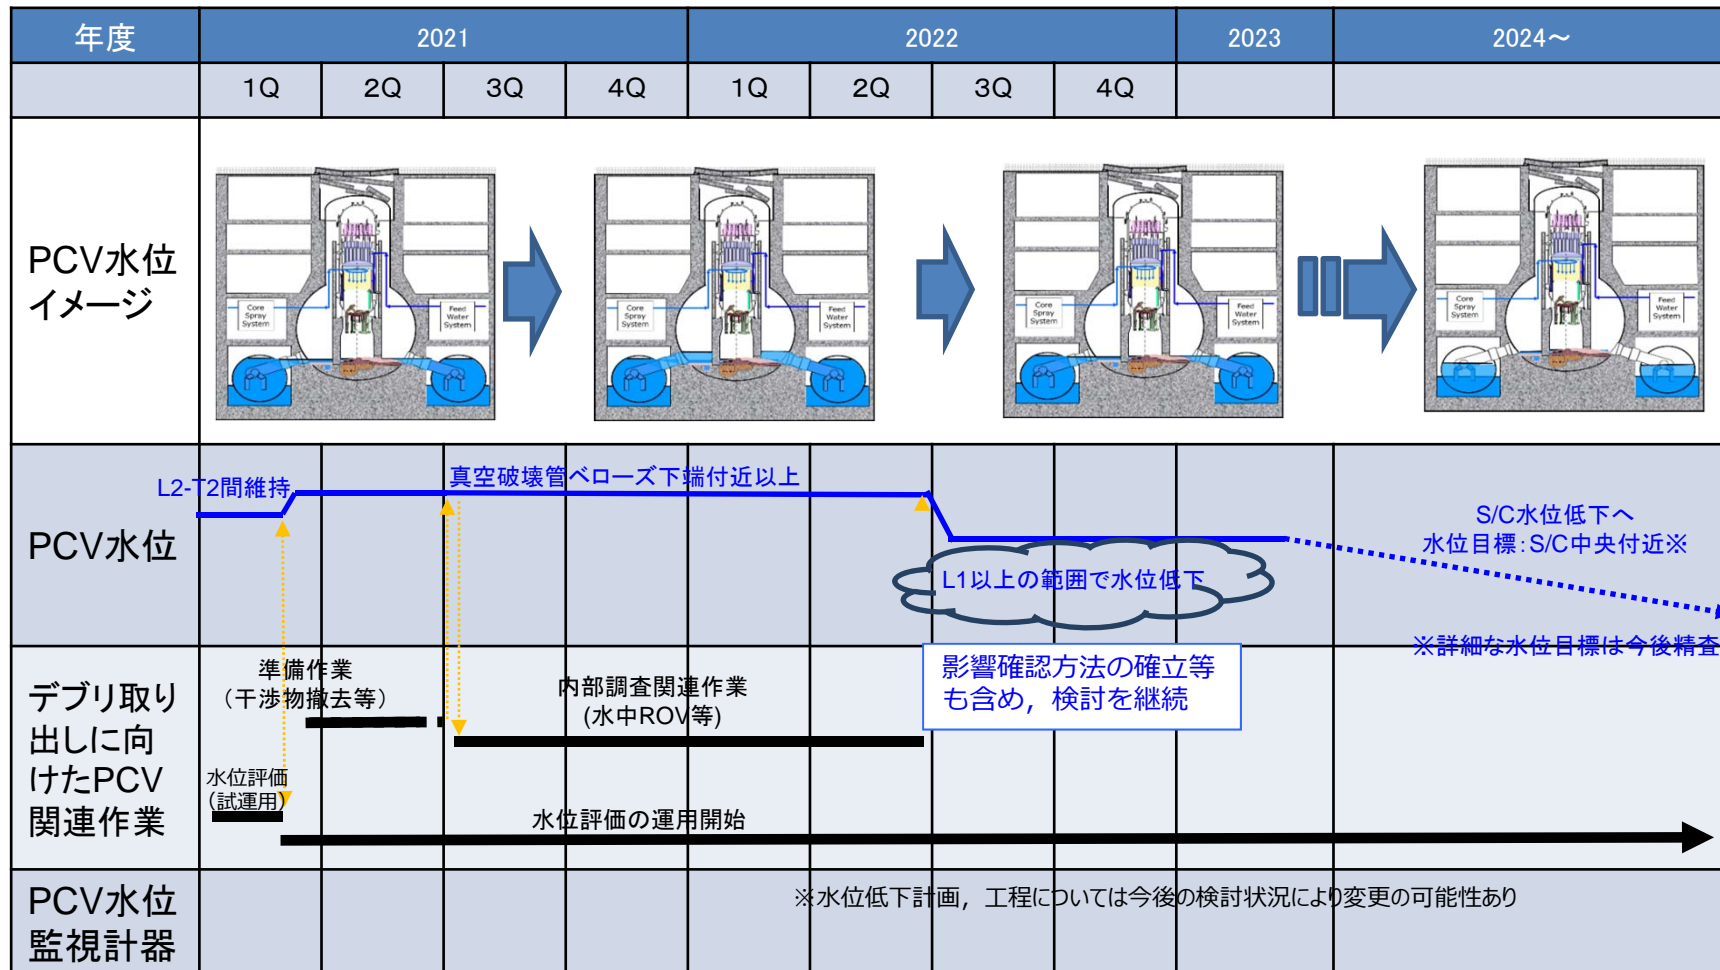 年度
2021
2022
2023
2024～
1Q
2Q
3Q
4Q
1Q
2Q
3Q
4Q
PCV水位
イメージ
Core
Spray
System
Feed
Water
System
Core
Spray
System
Feed
Water
System
Core
Spray
System
Feed
Water
System
Core
Spray
System
Feed
Water
System
PCV水位
L2-T2間維持
真空破壊管ベローズ下端付近以上
L1以上の範囲で水位低下
S/C水位低下へ
水位目標：S/C中央付近※
※詳細な水位目標は今後精査
影響確認方法の確立等
も含め，検討を継続
デブリ取り
出しに向
けたPCV
関連作業
準備作業
（干渉物撤去等）
内部調査関連作業
(水中ROV等)
水位評価
（試運用）
水位評価の運用開始
PCV水位
監視計器
※水位低下計画，工程については今後の検討状況により変更の可能性あり